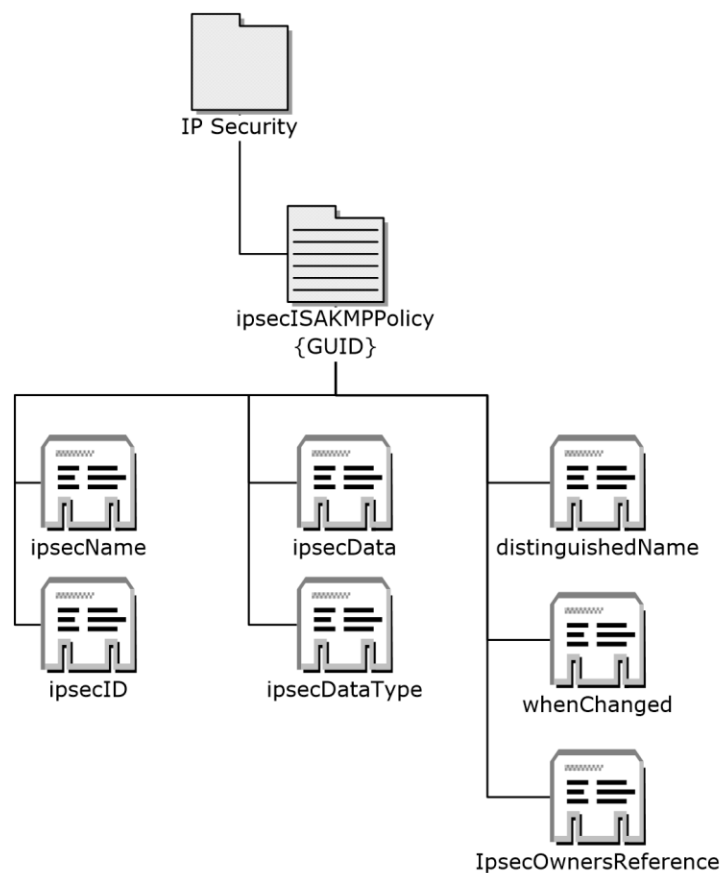 IP Security
ipsecISAKMPPolicy
{GUID}
ipsecName
ipsecData
distinguishedName
ipsecID
ipsecDataType
whenChanged
IpsecOwnersReference